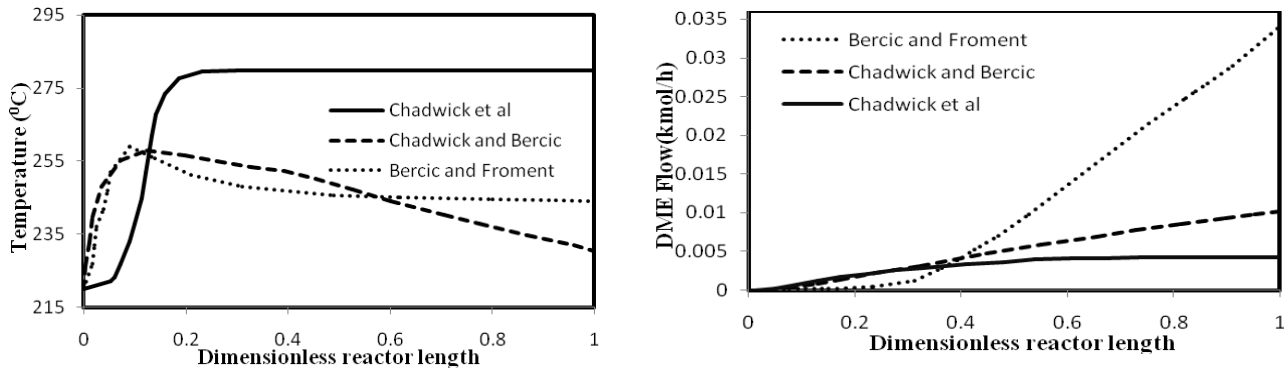 295
275
255
235
215
Temperature (⁰C)
Chadwick et al
Chadwick and Bercic
Bercic and Froment
0 0.2 0.4 0.6 0.8 1
Dimensionless reactor length
0.035
0.03
0.025
0.02
0.015
0.01
0.005
0
DME Flow(kmol/h)
Bercic and Froment
Chadwick and Bercic
Chadwick et al
0 0.2 0.4 0.6 0.8 1
Dimensionless reactor length